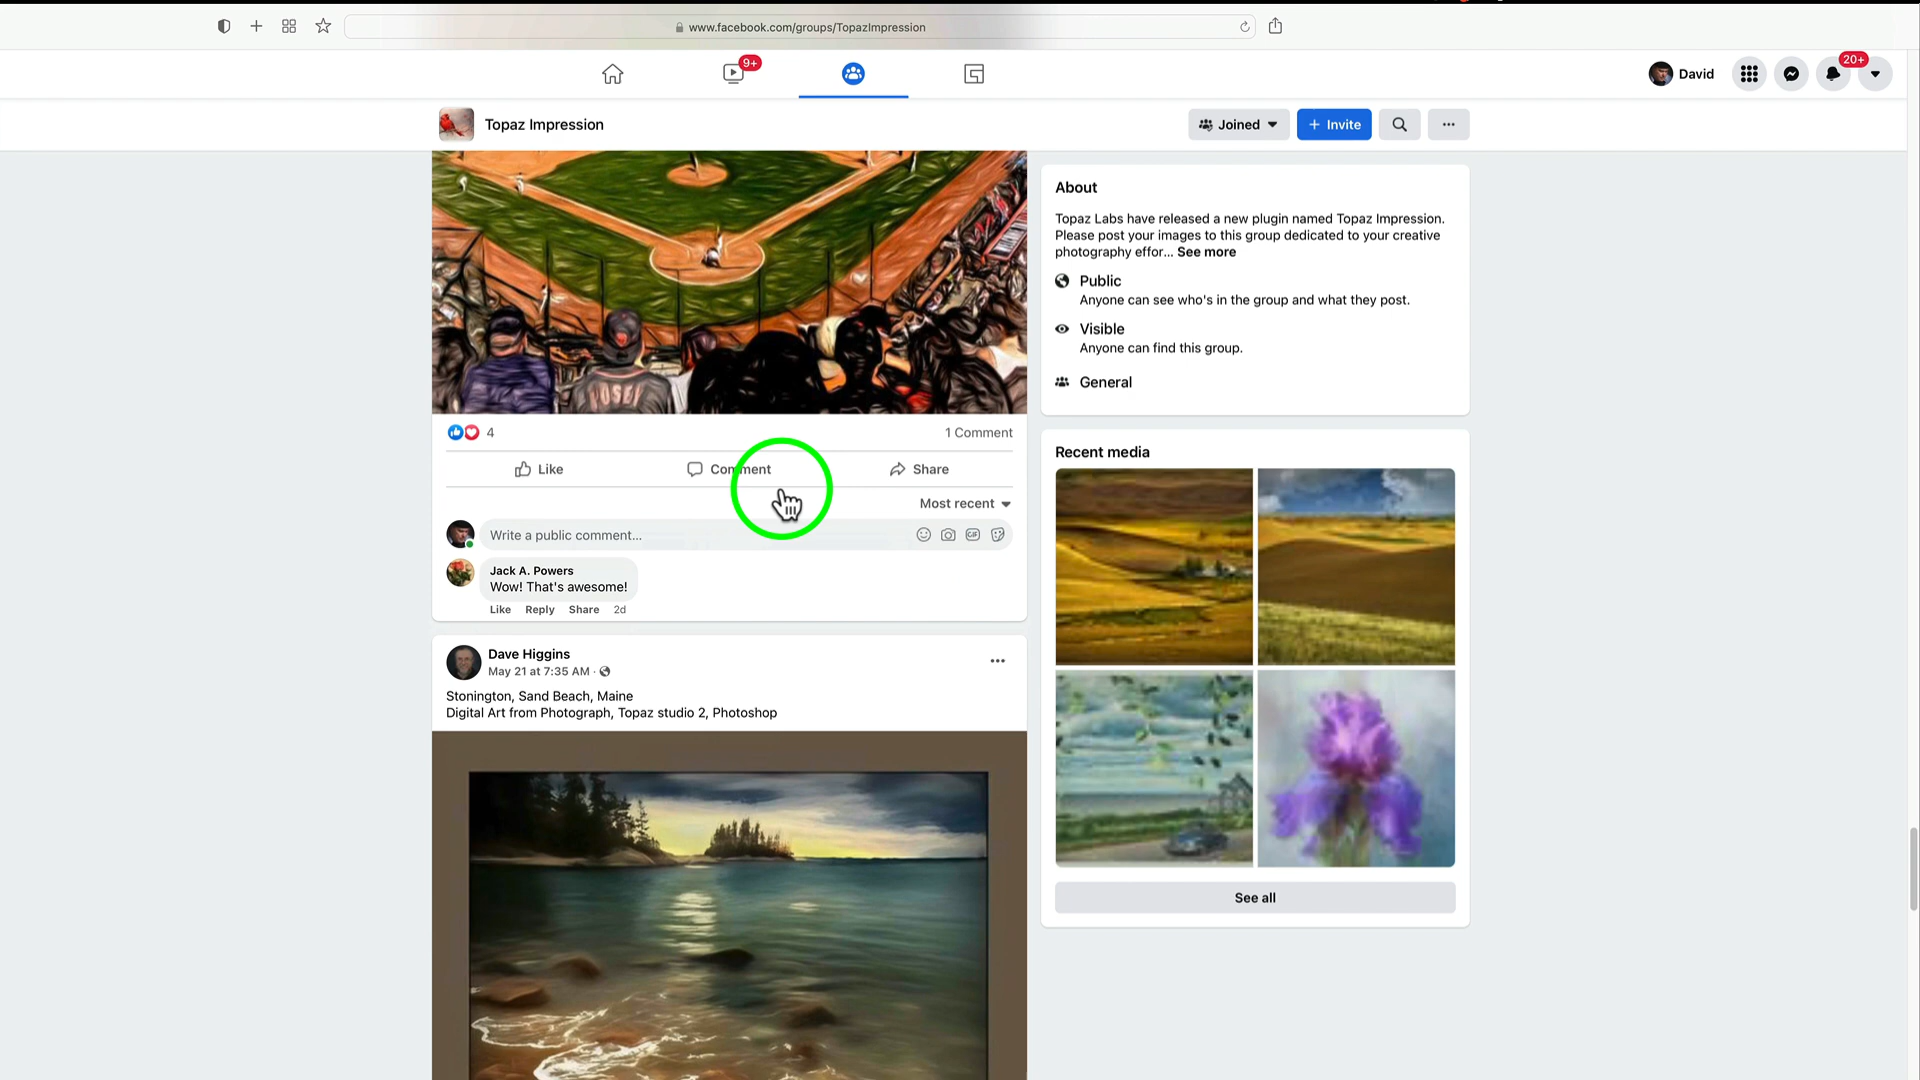 www.facebook.com/groups/TopazImpression
9+
David
20+
Topaz Impression
Joined
+ Invite
POSEY
4
1 Comment
Like
Comment
Share
Most recent
Write a public comment...
GIF
Jack A. Powers
Wow! That's awesome!
Like Reply Share 2d
Dave Higgins
May 21 at 7:35 AM ·
Stonington, Sand Beach, Maine
Digital Art from Photograph, Topaz studio 2, Photoshop
About
Topaz Labs have released a new plugin named Topaz Impression.
Please post your images to this group dedicated to your creative
photography effor... See more
Public
Anyone can see who's in the group and what they post.
Visible
Anyone can find this group.
General
Recent media
See all